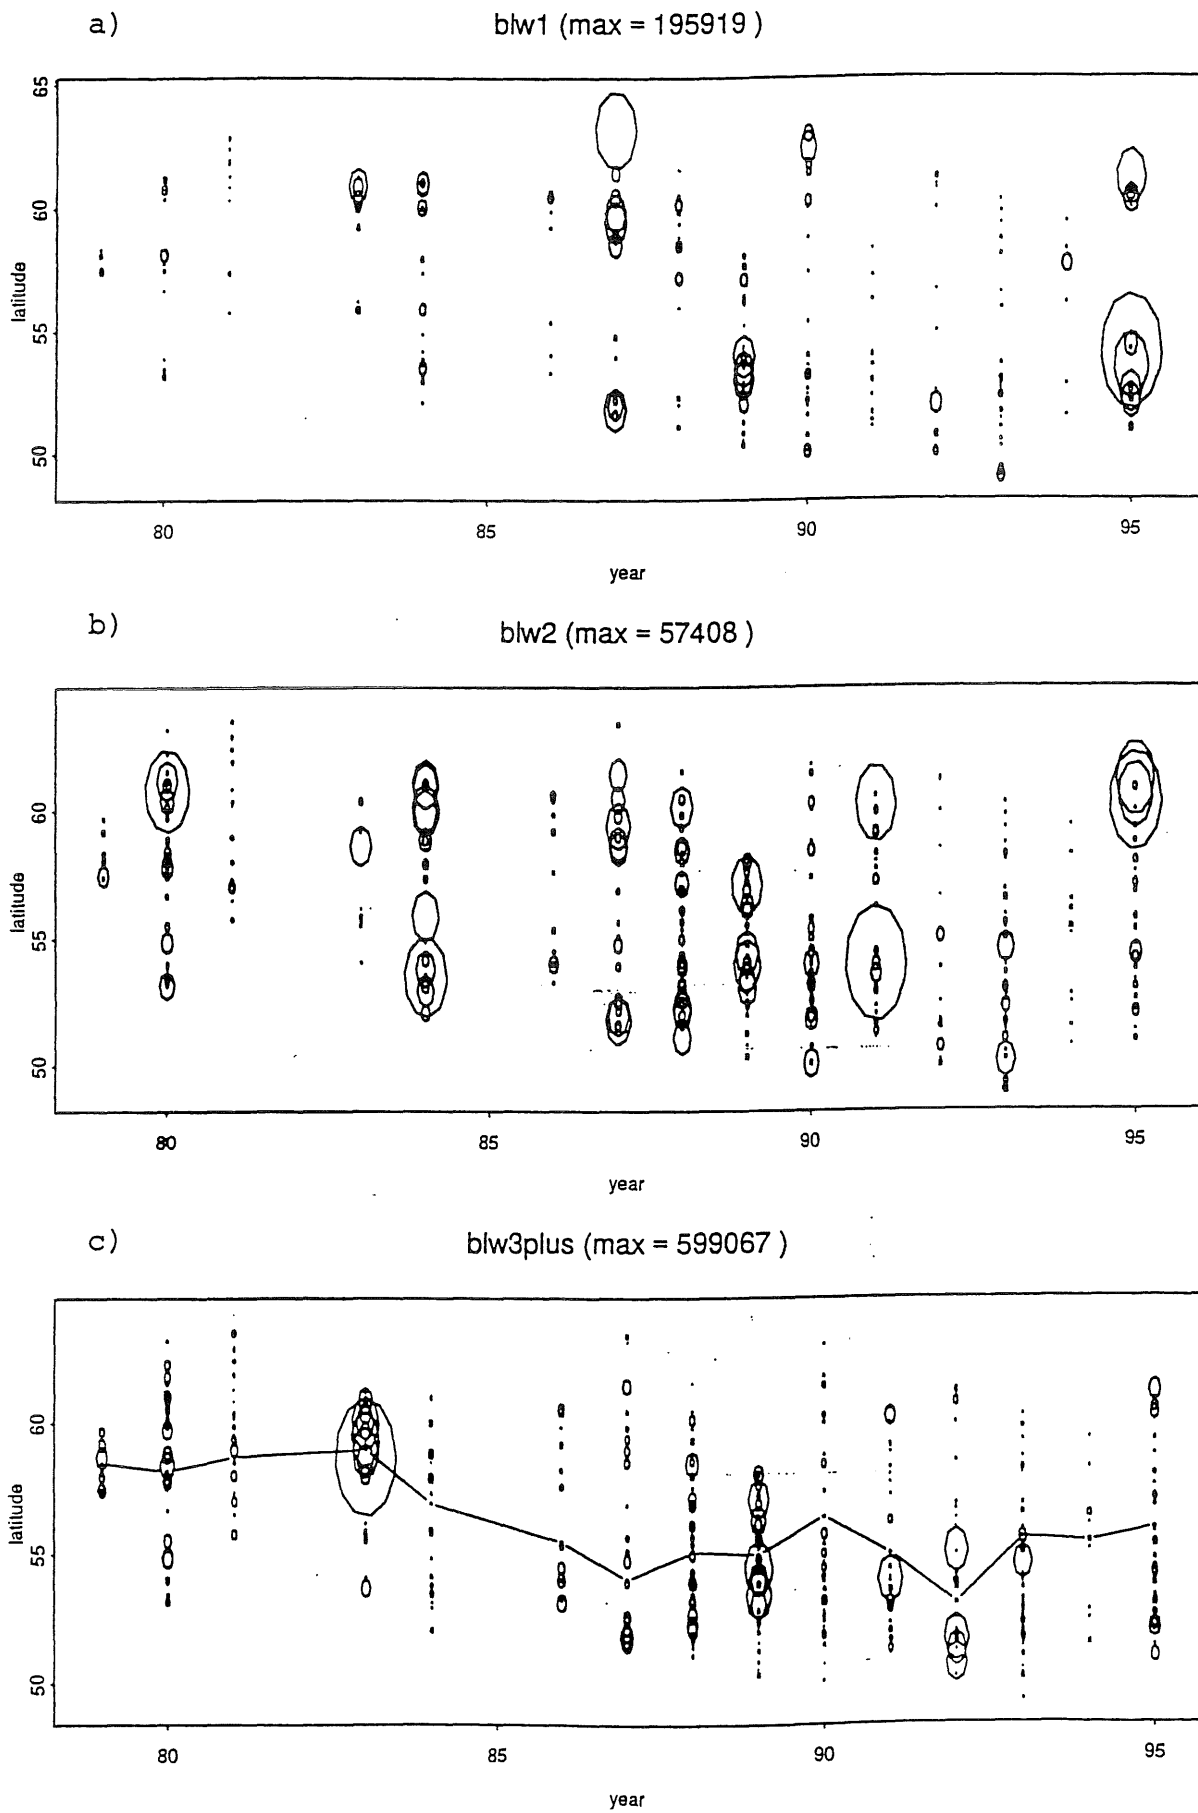 a)
blw1 (max = 195919 )
65
60
55
50
latitude
80
85
90
95
year
b)
blw2 (max = 57408 )
60
55
50
latitude
80
85
90
95
year
c)
blw3plus (max = 599067 )
60
55
50
latitude
80
85
90
95
year